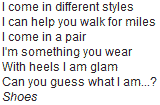 I come in different styles
I can help you walk for miles
I come in a pair
I'm something you wear
With heels I am glam
Can you guess what I am...?
Shoes